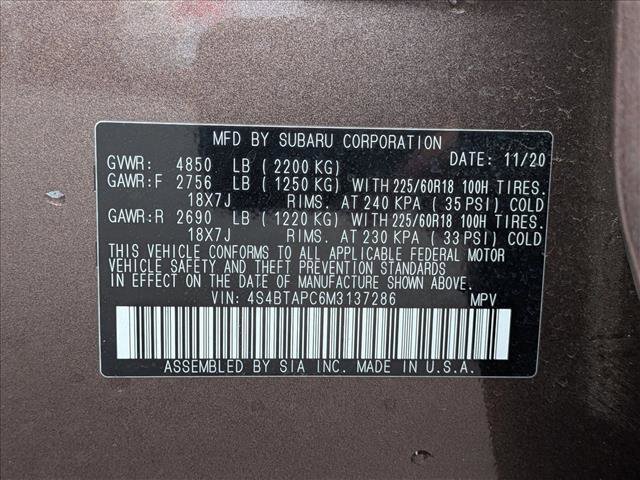 MFD BY SUBARU CORPORATION
GVWR: 4850 LB ( 2200 KG) DATE: 11/20
GAWR:F 2756 LB ( 1250 KG) WITH 225/60R18 100H TIRES.
18X7J RIMS. AT 240 KPA ( 35 PSI) COLD
GAWR:R 2690 LB ( 1220 KG) WITH 225/60R18 100H TIRES.
18X7J RIMS. AT 230 KPA ( 33 PSI) COLD
THIS VEHICLE CONFORMS TO ALL APPLICABLE FEDERAL MOTOR
VEHICLE SAFETY AND THEFT PREVENTION STANDARDS
IN EFFECT ON THE DATE OF MANUFACTURE SHOWN ABOVE.
VIN: 4S4BTAPC6M3137286 MPV
ASSEMBLED BY SIA INC. MADE IN U.S.A.